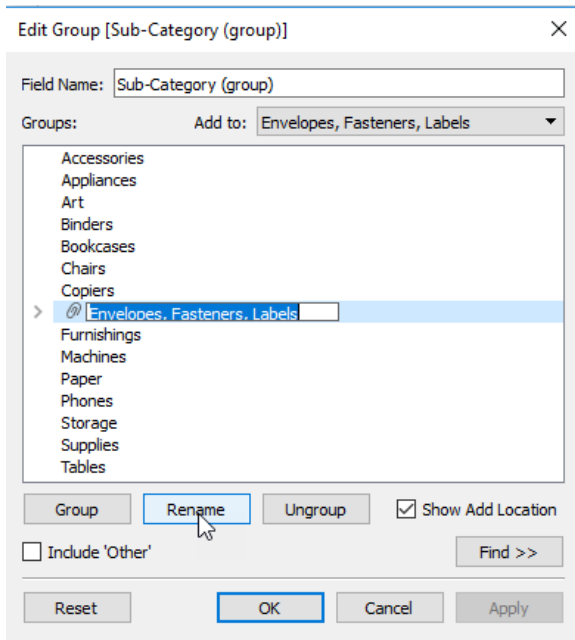 Edit Group [Sub-Category (group)]
Field Name: Sub-Category (group)
Groups: Add to: Envelopes, Fasteners, Labels
Accessories
Appliances
Art
Binders
Bookcases
Chairs
Copiers
Envelopes, Fasteners, Labels
Furnishings
Machines
Paper
Phones
Storage
Supplies
Tables
Group Rename Ungroup Show Add Location
Include 'Other' Find >>
Reset OK Cancel Apply